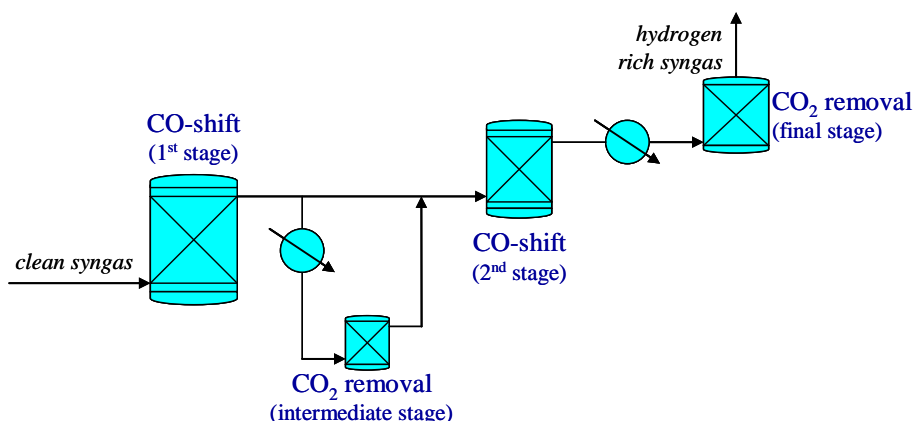 hydrogen
rich syngas
CO₂ removal
(final stage)
CO-shift
(1ˢᵗ stage)
CO-shift
(2ⁿᵈ stage)
clean syngas
CO₂ removal
(intermediate stage)